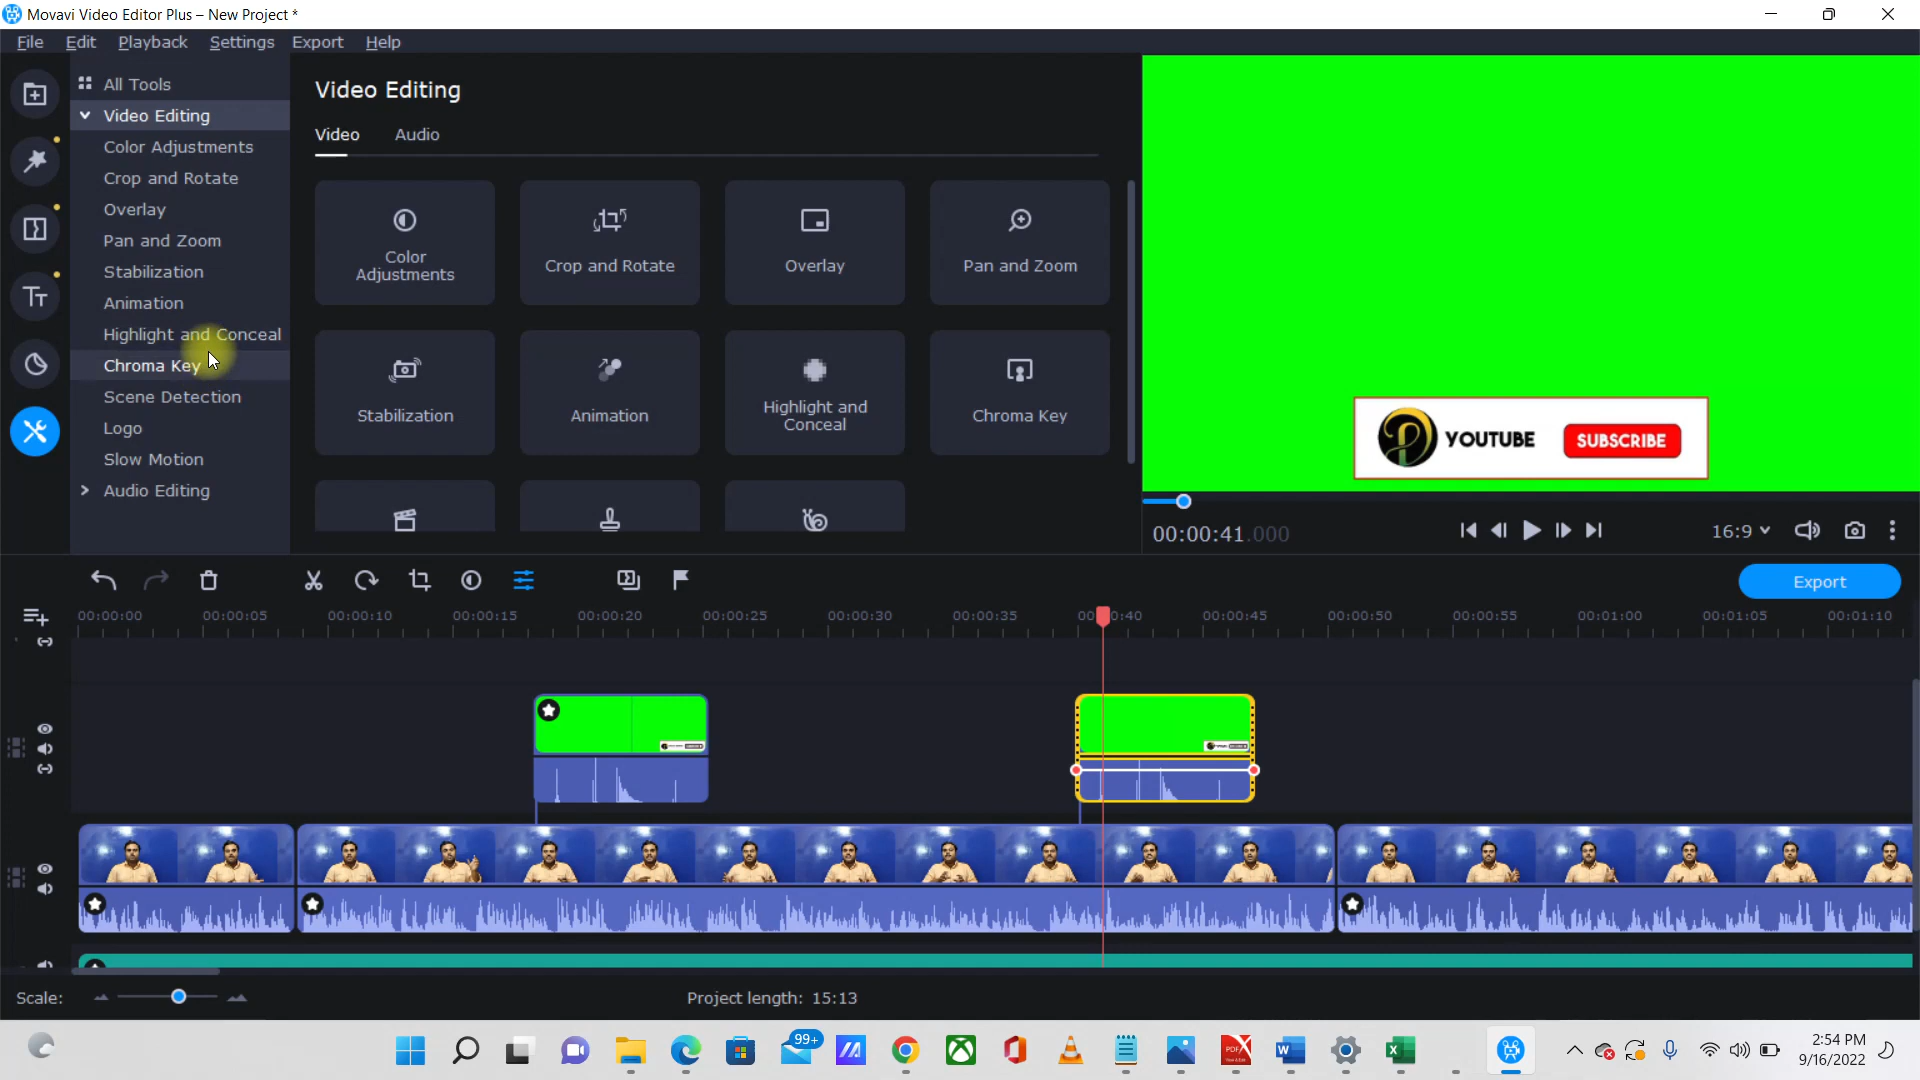 Movavi Video Editor Plus – New Project *
File Edit Playback Settings Export Help
All Tools
Video Editing
Color Adjustments
Crop and Rotate
Overlay
Pan and Zoom
Stabilization
Animation
Highlight and Conceal
Chroma Key
Scene Detection
Logo
Slow Motion
Audio Editing
Video Editing
Video Audio
Color
Adjustments
Crop and Rotate
Overlay
Pan and Zoom
Stabilization
Animation
Highlight and
Conceal
Chroma Key
YOUTUBE SUBSCRIBE
00:00:41.000
16:9
Export
00:00:00 00:00:05 00:00:10 00:00:15 00:00:20 00:00:25 00:00:30 00:00:35 00:00:40 00:00:45 00:00:50 00:00:55 00:01:00 00:01:05 00:01:10
Scale:
Project length: 15:13
99+
2:54 PM
9/16/2022